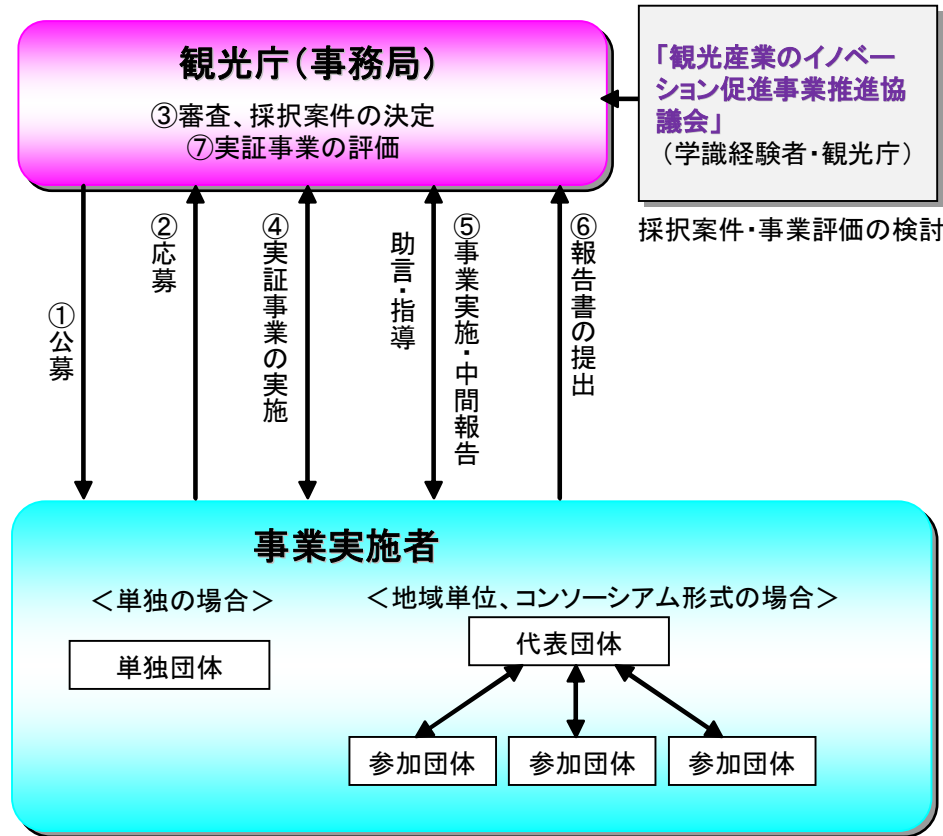 観光庁(事務局)
③審査、採択案件の決定
⑦実証事業の評価
「観光産業のイノベー
ション促進事業推進協
議会」
(学識経験者・観光庁)
採択案件・事業評価の検討
①公募
②応募
④実証事業の実施
助言・指導
⑤事業実施・中間報告
⑥報告書の提出
事業実施者
<単独の場合>
単独団体
<地域単位、コンソーシアム形式の場合>
代表団体
参加団体
参加団体
参加団体